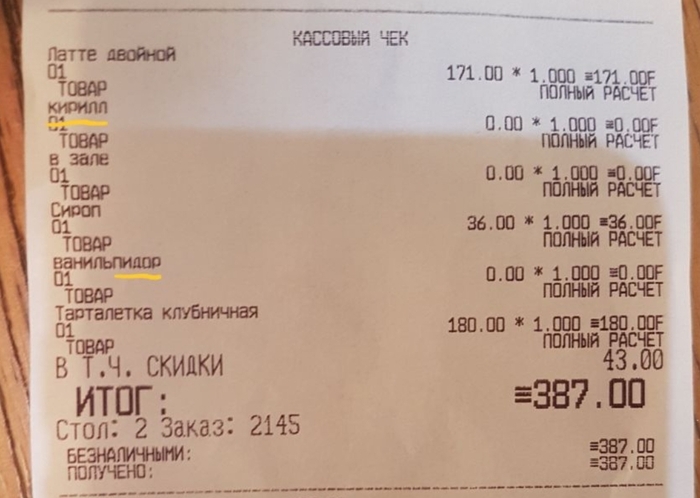 КАССОВЫЙ ЧЕК
Латте двойной
01 171.00 * 1.000 ≡171.00F
ТОВАР ПОЛНЫЙ РАСЧЕТ
кирилл
01 0.00 * 1.000 ≡0.00F
ТОВАР ПОЛНЫЙ РАСЧЕТ
в зале
01 0.00 * 1.000 ≡0.00F
ТОВАР ПОЛНЫЙ РАСЧЕТ
Сироп
01 36.00 * 1.000 ≡36.00F
ТОВАР ПОЛНЫЙ РАСЧЕТ
ванильпидор
01 0.00 * 1.000 ≡0.00F
ТОВАР ПОЛНЫЙ РАСЧЕТ
Тарталетка клубничная
01 180.00 * 1.000 ≡180.00F
ТОВАР ПОЛНЫЙ РАСЧЕТ
В Т.Ч. СКИДКИ 43.00
ИТОГ: ≡387.00
Стол: 2 Заказ: 2145
БЕЗНАЛИЧНЫМИ: ≡387.00
ПОЛУЧЕНО: ≡387.00